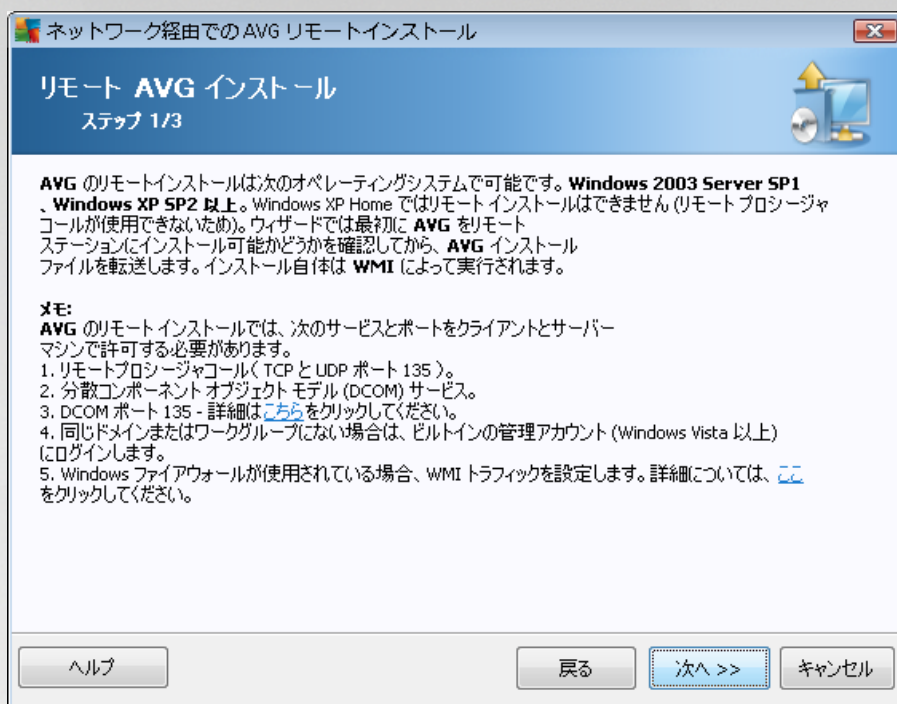 ネットワーク経由での AVG リモートインストール
リモート AVG インストール
ステップ 1/3
AVG のリモートインストールは次のオペレーティングシステムで可能です。Windows 2003 Server SP1
、Windows XP SP2 以上。Windows XP Home ではリモート インストールはできません (リモート プロシージャ
コールが使用できないため)。ウィザードでは最初に AVG をリモート
ステーションにインストール可能かどうかを確認してから、AVG インストール
ファイルを転送します。インストール自体は WMI によって実行されます。
メモ:
AVG のリモート インストールでは、次のサービスとポートをクライアントとサーバー
マシンで許可する必要があります。
1. リモートプロシージャコール( TCP と UDP ポート 135 )。
2. 分散コンポーネント オブジェクト モデル (DCOM) サービス。
3. DCOM ポート 135 - 詳細はこちらをクリックしてください。
4. 同じドメインまたはワークグループにない場合は、ビルトインの管理アカウント (Windows Vista 以上)
にログインします。
5. Windows ファイアウォールが使用されている場合、WMI トラフィックを設定します。詳細については、ここ
をクリックしてください。
ヘルプ
戻る
次へ >>
キャンセル